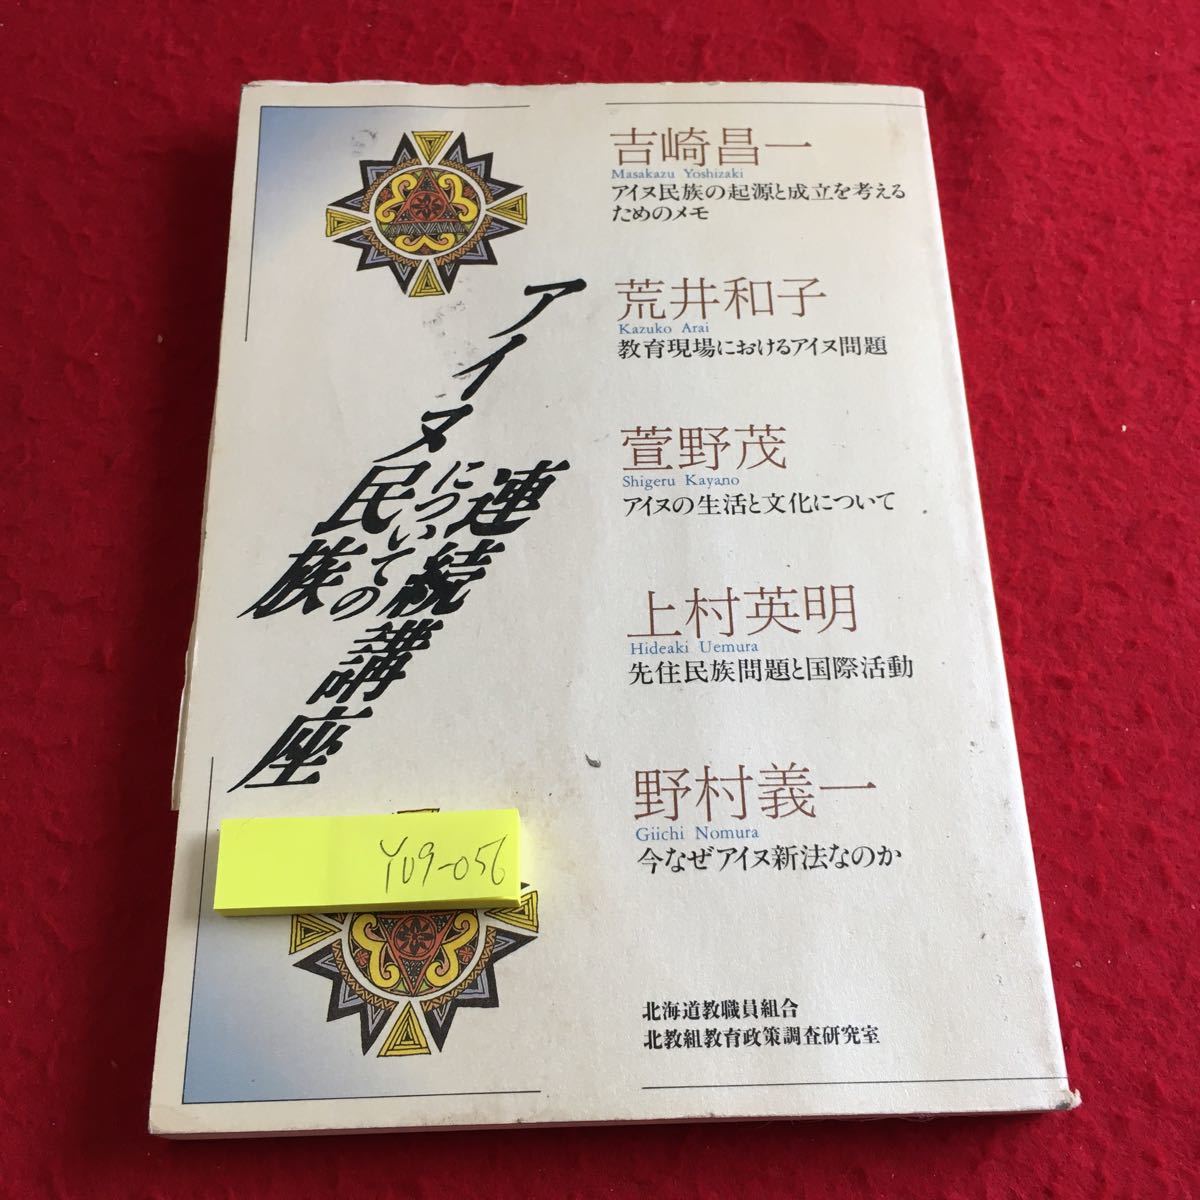 アイヌ民族の
についての
連続講座
吉崎昌一
Masakazu Yoshizaki
アイヌ民族の起源と成立を考える
ためのメモ
荒井和子
Kazuko Arai
教育現場におけるアイヌ問題
萱野茂
Shigeru Kayano
アイヌの生活と文化について
上村英明
Hideaki Uemura
先住民族問題と国際活動
野村義一
Giichi Nomura
今なぜアイヌ新法なのか
Y09-056
北海道教職員組合
北教組教育政策調査研究室